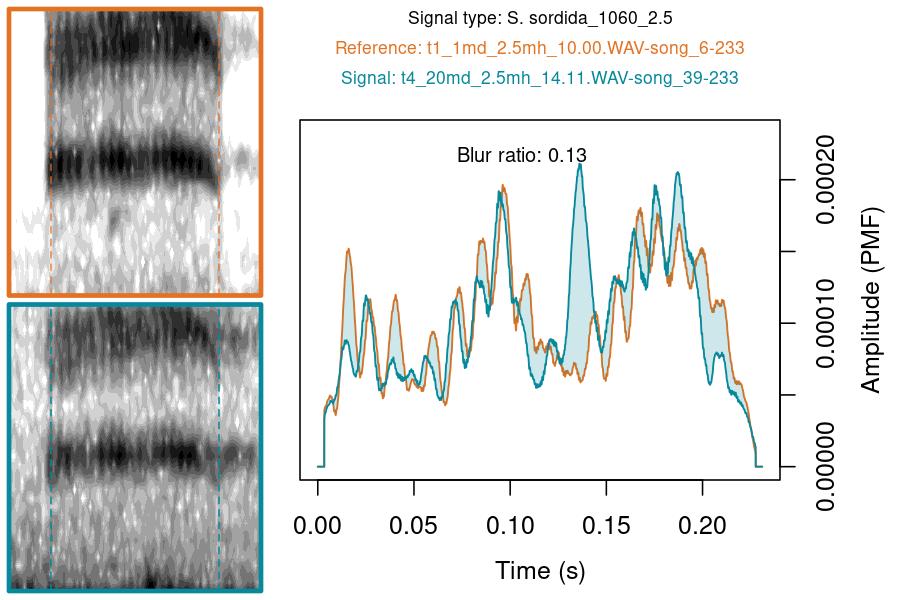 Signal type: S. sordida_1060_2.5
Reference: t1_1md_2.5mh_10.00.WAV-song_6-233
Signal: t4_20md_2.5mh_14.11.WAV-song_39-233
Blur ratio: 0.13
0.00020
0.00010
0.00000
Amplitude (PMF)
0.00 0.05 0.10 0.15 0.20
Time (s)